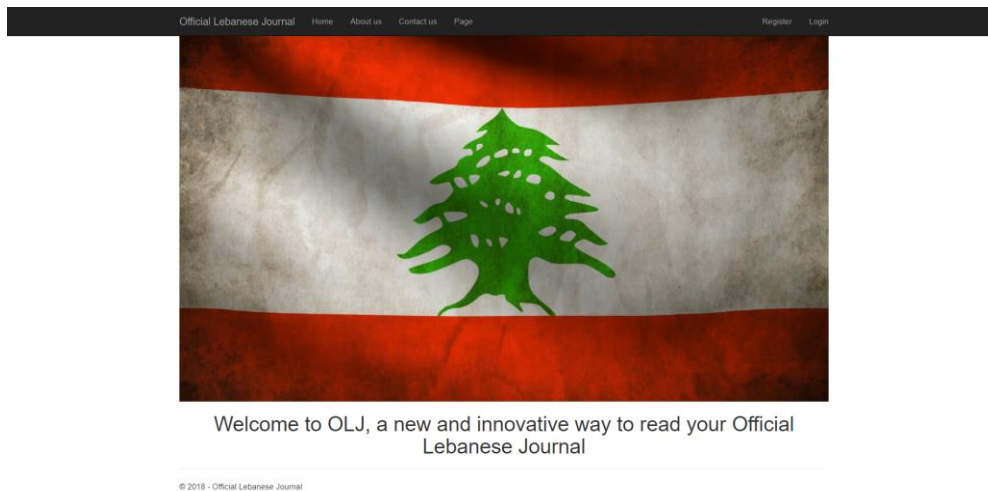 Official Lebanese Journal Home About us Contact us Page Register Login
Welcome to OLJ, a new and innovative way to read your Official
Lebanese Journal
© 2018 - Official Lebanese Journal